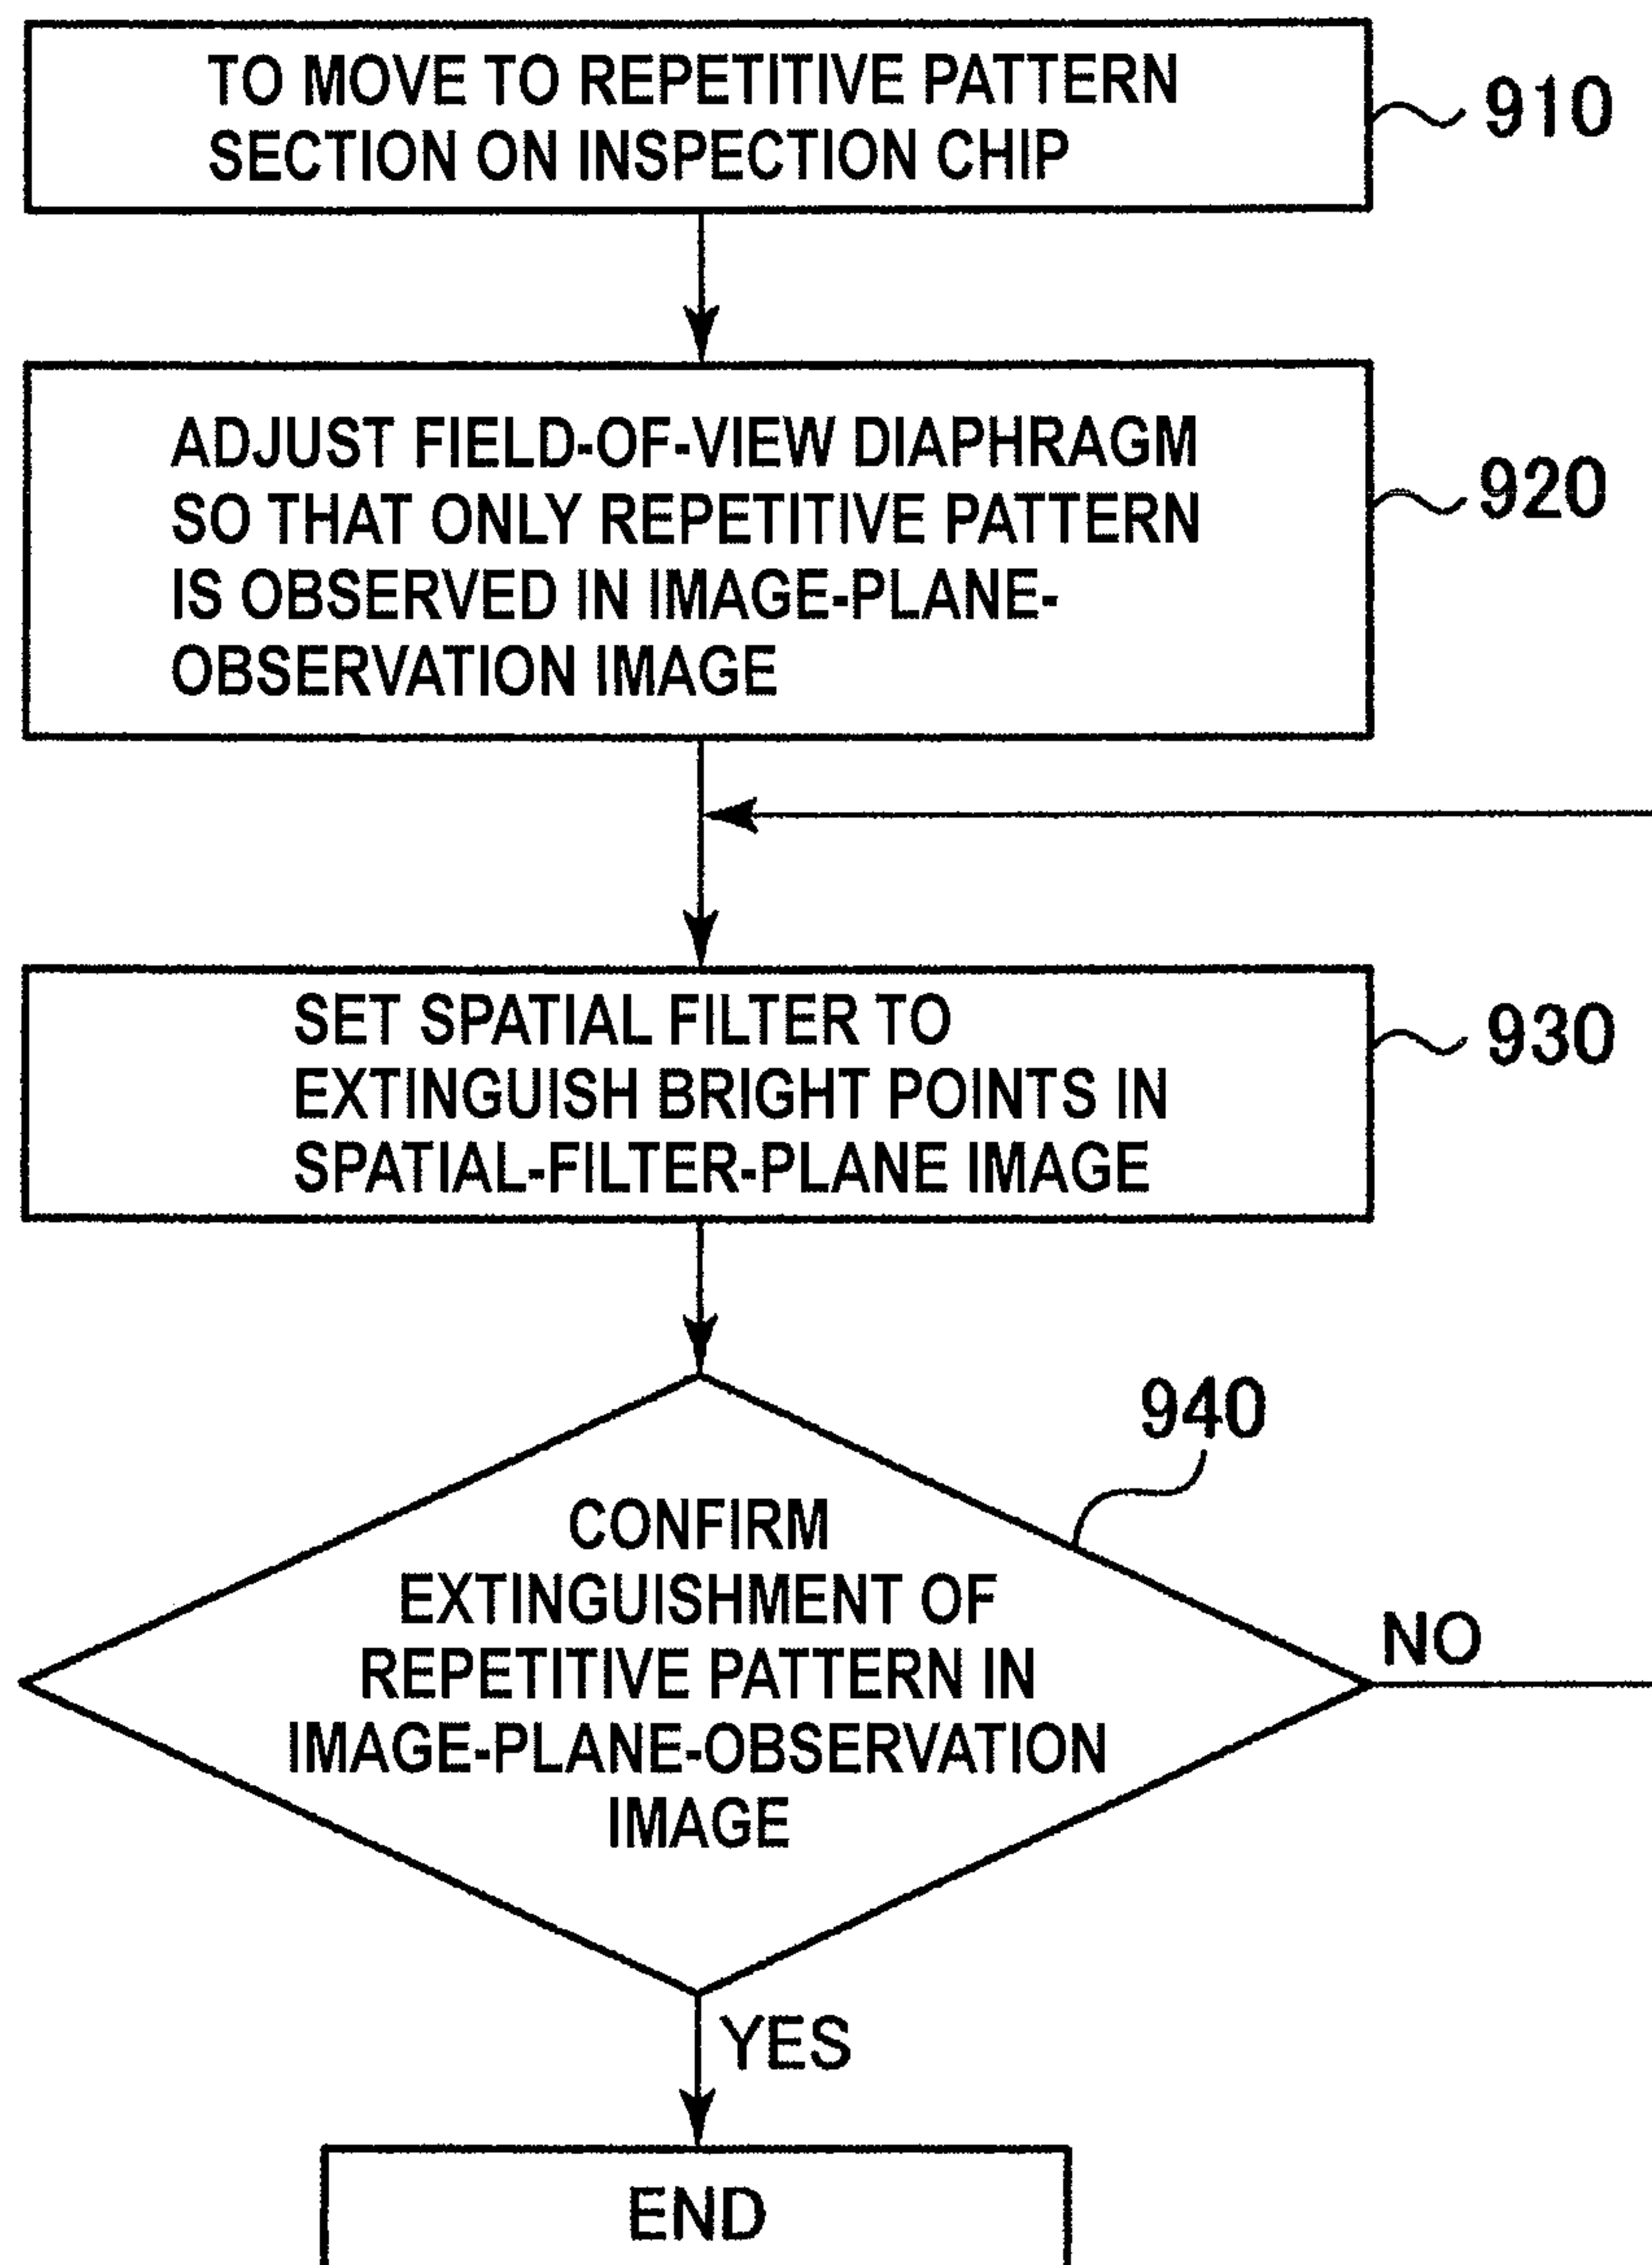 TO MOVE TO REPETITIVE PATTERN
SECTION ON INSPECTION CHIP
910
ADJUST FIELD-OF-VIEW DIAPHRAGM
SO THAT ONLY REPETITIVE PATTERN
IS OBSERVED IN IMAGE-PLANE-
OBSERVATION IMAGE
920
SET SPATIAL FILTER TO
EXTINGUISH BRIGHT POINTS IN
SPATIAL-FILTER-PLANE IMAGE
930
940
CONFIRM
EXTINGUISHMENT OF
REPETITIVE PATTERN IN
IMAGE-PLANE-OBSERVATION
IMAGE
NO
YES
END